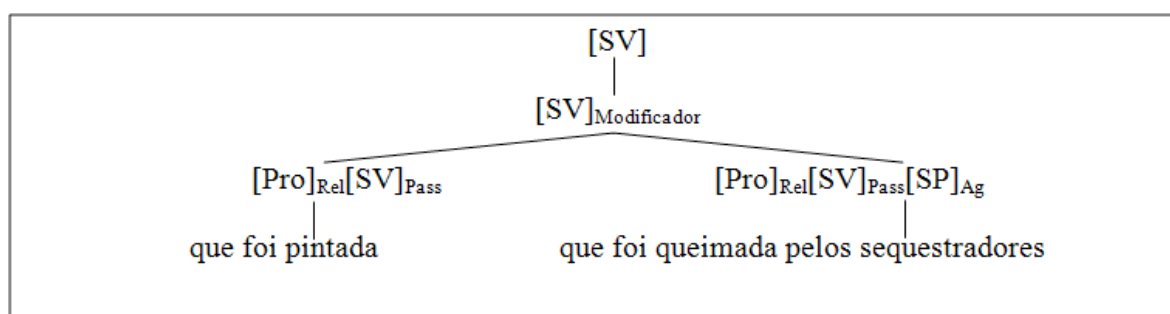 [SV]
[SV]Modificador
[Pro]Rel[SV]Pass [Pro]Rel[SV]Pass[SP]Ag
que foi pintada que foi queimada pelos sequestradores